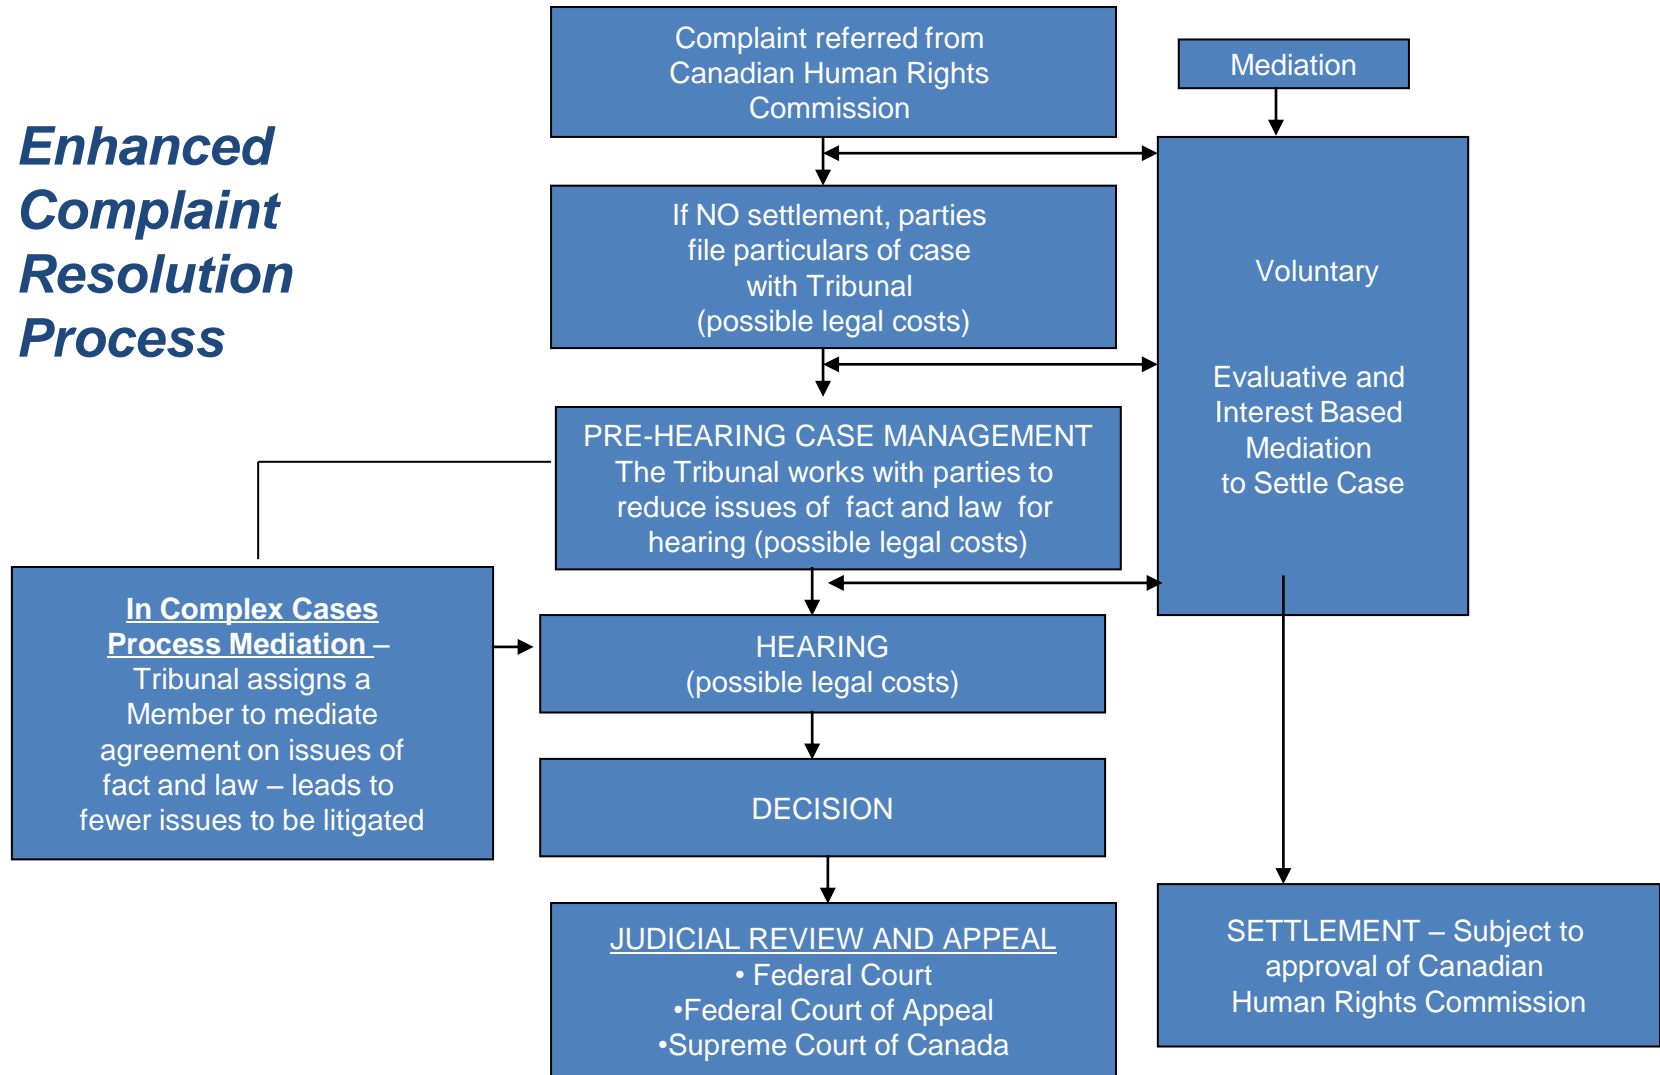 Enhanced
Complaint
Resolution
Process
Complaint referred from
Canadian Human Rights
Commission
Mediation
If NO settlement, parties
file particulars of case
with Tribunal
(possible legal costs)
Voluntary
Evaluative and
Interest Based
Mediation
to Settle Case
PRE-HEARING CASE MANAGEMENT
The Tribunal works with parties to
reduce issues of fact and law for
hearing (possible legal costs)
In Complex Cases
Process Mediation –
Tribunal assigns a
Member to mediate
agreement on issues of
fact and law – leads to
fewer issues to be litigated
HEARING
(possible legal costs)
DECISION
JUDICIAL REVIEW AND APPEAL
• Federal Court
•Federal Court of Appeal
•Supreme Court of Canada
SETTLEMENT – Subject to
approval of Canadian
Human Rights Commission